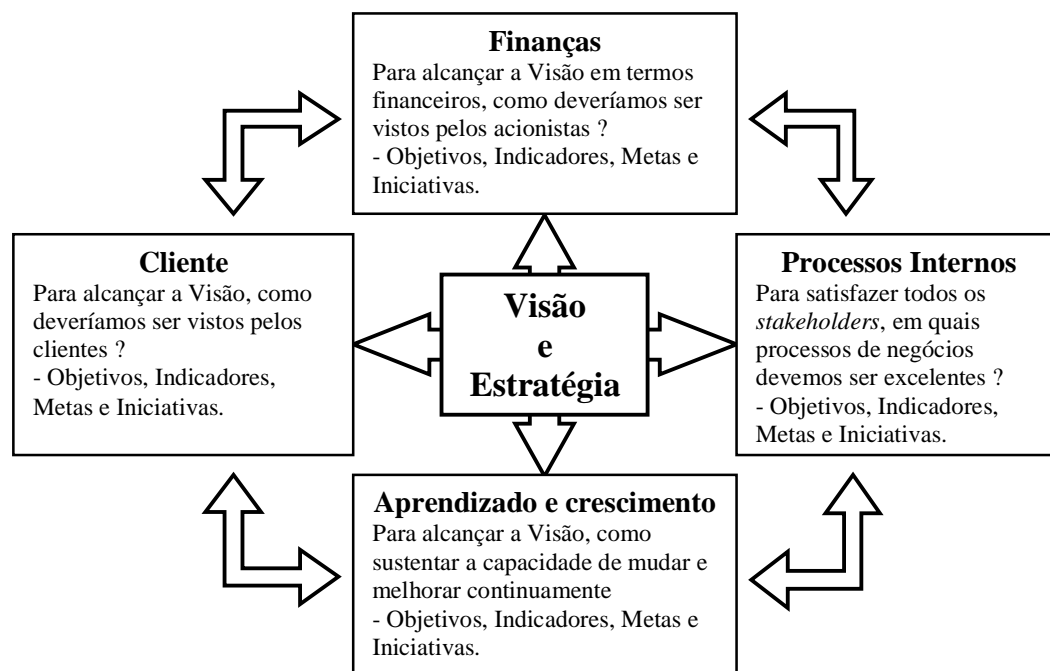 Finanças
Para alcançar a Visão em termos
financeiros, como deveríamos ser
vistos pelos acionistas ?
- Objetivos, Indicadores, Metas e
Iniciativas.
Cliente
Para alcançar a Visão, como
deveríamos ser vistos pelos
clientes ?
- Objetivos, Indicadores,
Metas e Iniciativas.
Visão
e
Estratégia
Processos Internos
Para satisfazer todos os
stakeholders, em quais
processos de negócios
devemos ser excelentes ?
- Objetivos, Indicadores,
Metas e Iniciativas.
Aprendizado e crescimento
Para alcançar a Visão, como
sustentar a capacidade de mudar e
melhorar continuamente
- Objetivos, Indicadores, Metas e
Iniciativas.